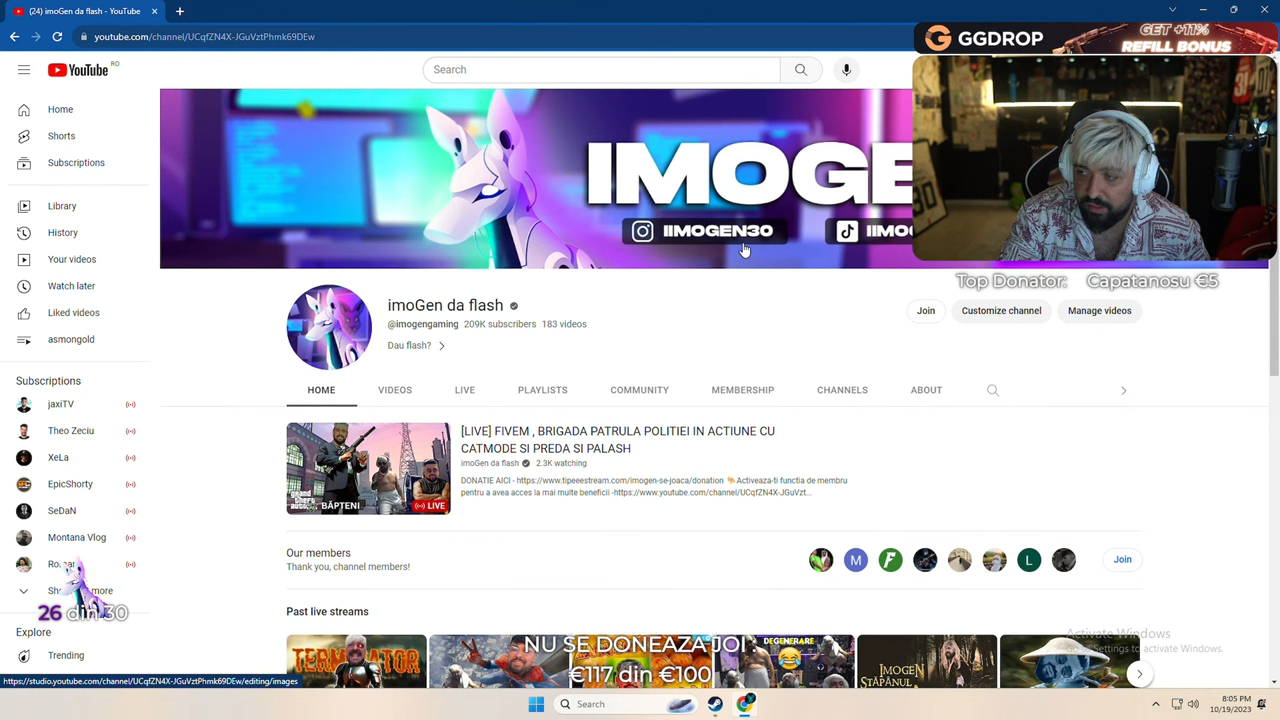 (24) imoGen da flash - YouTube
youtube.com/channel/UCqfZN4X-JGuVztPhmk69DEw
GGDROP
GET +11%
REFILL BONUS
YouTube RO
Search
Home
Shorts
Subscriptions
Library
History
Your videos
Watch later
Liked videos
asmongold
Subscriptions
jaxiTV
Theo Zeciu
XeLa
EpicShorty
SeDaN
Montana Vlog
26 din 30
Explore
Trending
IMOGE
IIMOGEN30
IIMO
Top Donator: Capatanosu €5
imoGen da flash
@imogengaming 209K subscribers 183 videos
Dau flash?
Join
Customize channel
Manage videos
HOME
VIDEOS
LIVE
PLAYLISTS
COMMUNITY
MEMBERSHIP
CHANNELS
ABOUT
BĂPTENI
LIVE
[LIVE] FIVEM , BRIGADA PATRULA POLITIEI IN ACTIUNE CU
CATMODE SI PREDA SI PALASH
imoGen da flash 2.3K watching
DONATIE AICI - https://www.tipeeestream.com/imogen-se-joaca/donation Activeaza-ti functia de membru
pentru a avea acces la mai multe beneficii -https://www.youtube.com/channel/UCqfZN4X-JGuVzt...
Our members
Thank you, channel members!
M
F
L
Join
Past live streams
TERMINATOR
DEGENERARE
IMOGEN
STĂPÂNUL
NU SE DONEAZA JOI :
€117 din €100
Activate Windows
Go to Settings to activate Windows.
https://studio.youtube.com/channel/UCqfZN4X-JGuVztPhmk69DEw/editing/images
Search
8:05 PM
10/19/2023